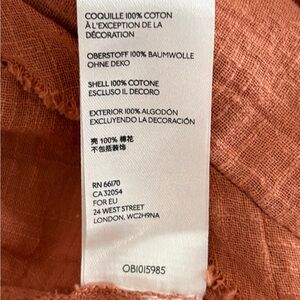 COQUILLE 100% COTON
À L'EXCEPTION DE LA
DÉCORATION
OBERSTOFF 100% BAUMWOLLE
OHNE DEKO
SHELL 100% COTONE
ESCLUSO IL DECORO
EXTERIOR 100% ALGODÓN
EXCLUYENDO LA DECORACIÓN
壳 100% 棉花
不包括装饰
RN 66170
CA 32054
FOR EU
24 WEST STREET
LONDON, WC2H9NA
OB1015985